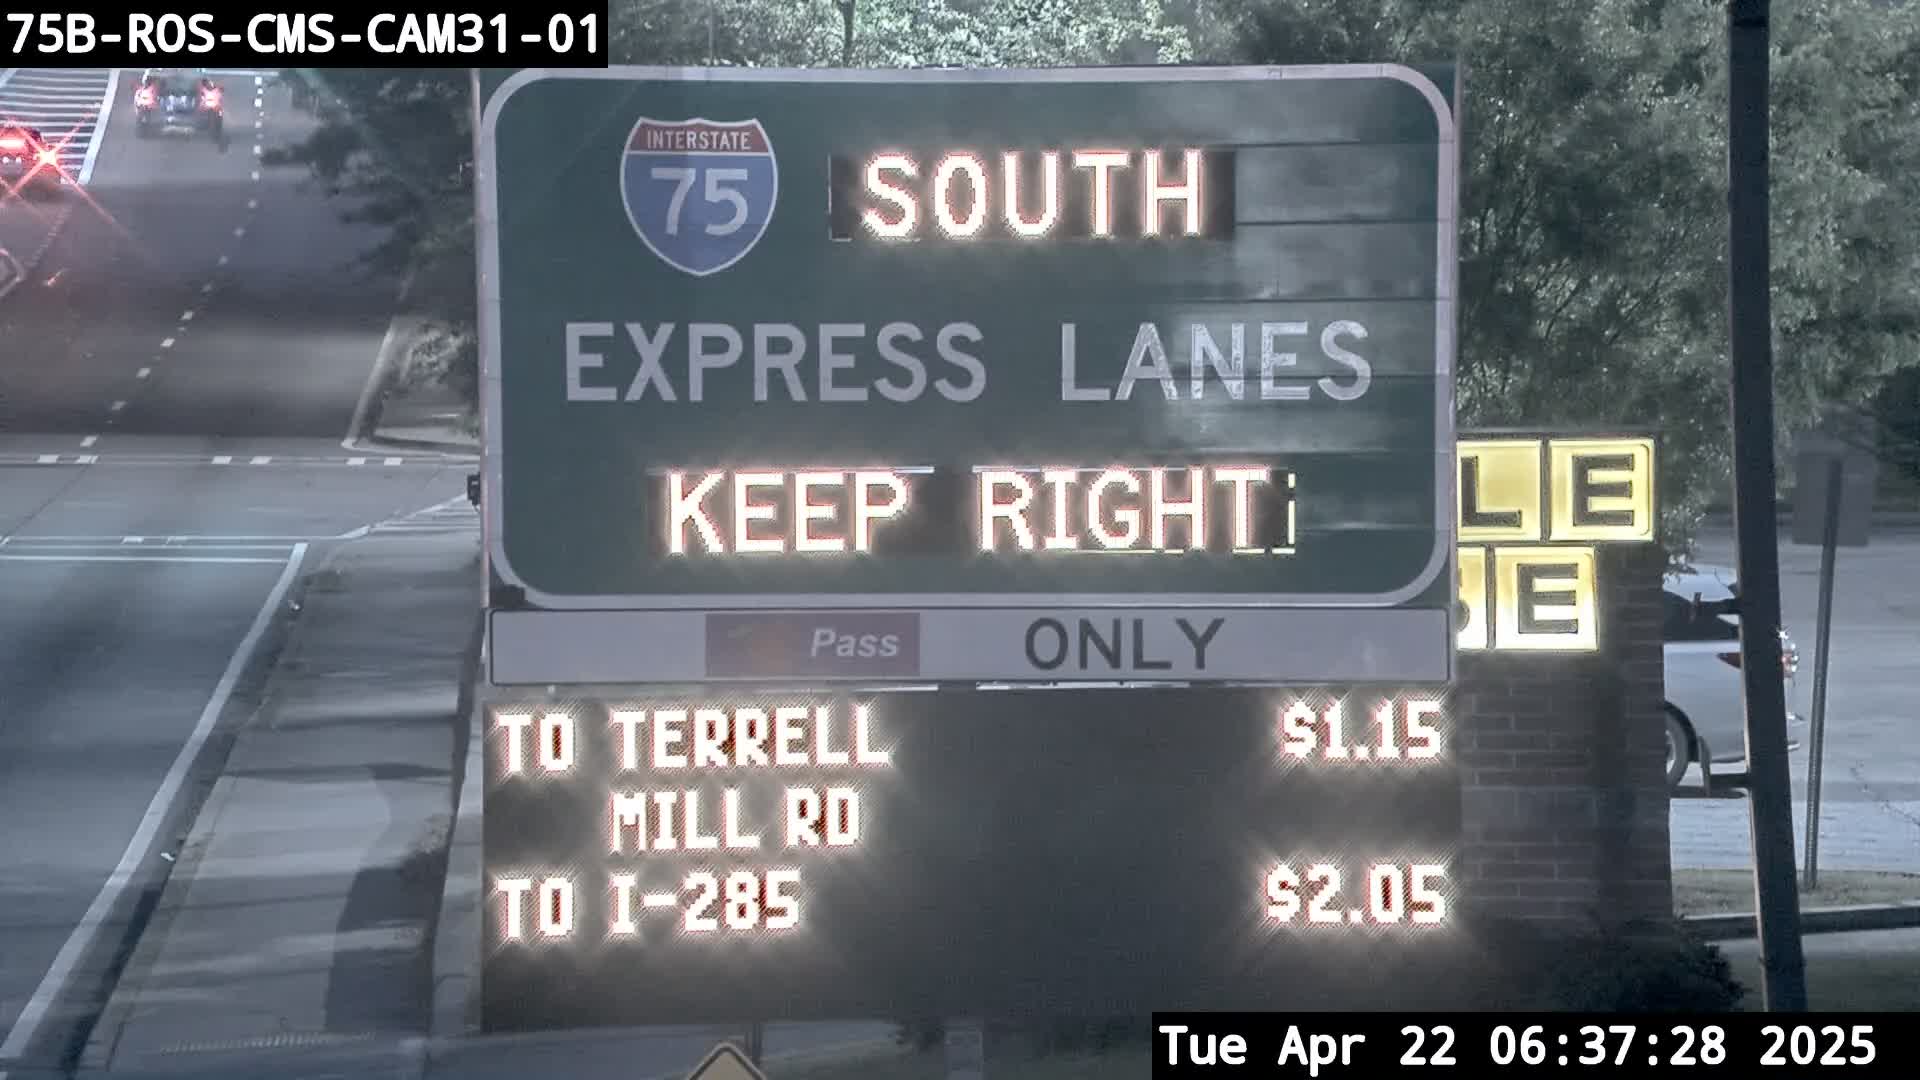 75B-ROS-CMS-CAM31-01
INTERSTATE
75
SOUTH
EXPRESS LANES
KEEP RIGHT
Pass ONLY
TO TERRELL $1.15
MILL RD
TO I-285 $2.05
LE
E
Tue Apr 22 06:37:28 2025